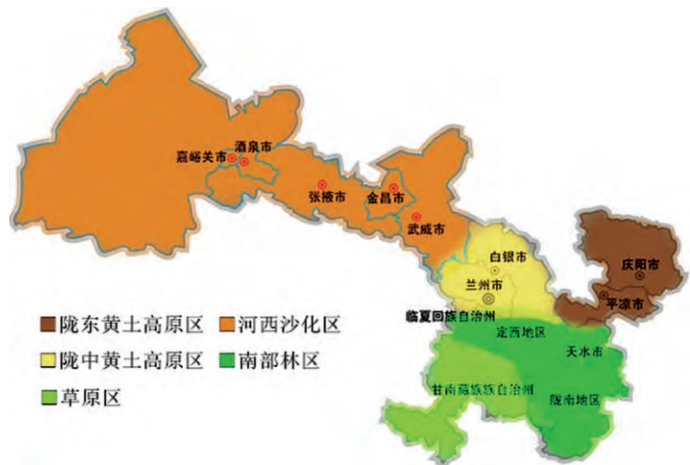 酒泉市
嘉峪关市
张掖市
金昌市
武威市
白银市
庆阳市
兰州市
平凉市
临夏回族自治州
定西地区
天水市
甘南藏族族自治州
陇南地区
陇东黄土高原区
河西沙化区
陇中黄土高原区
南部林区
草原区